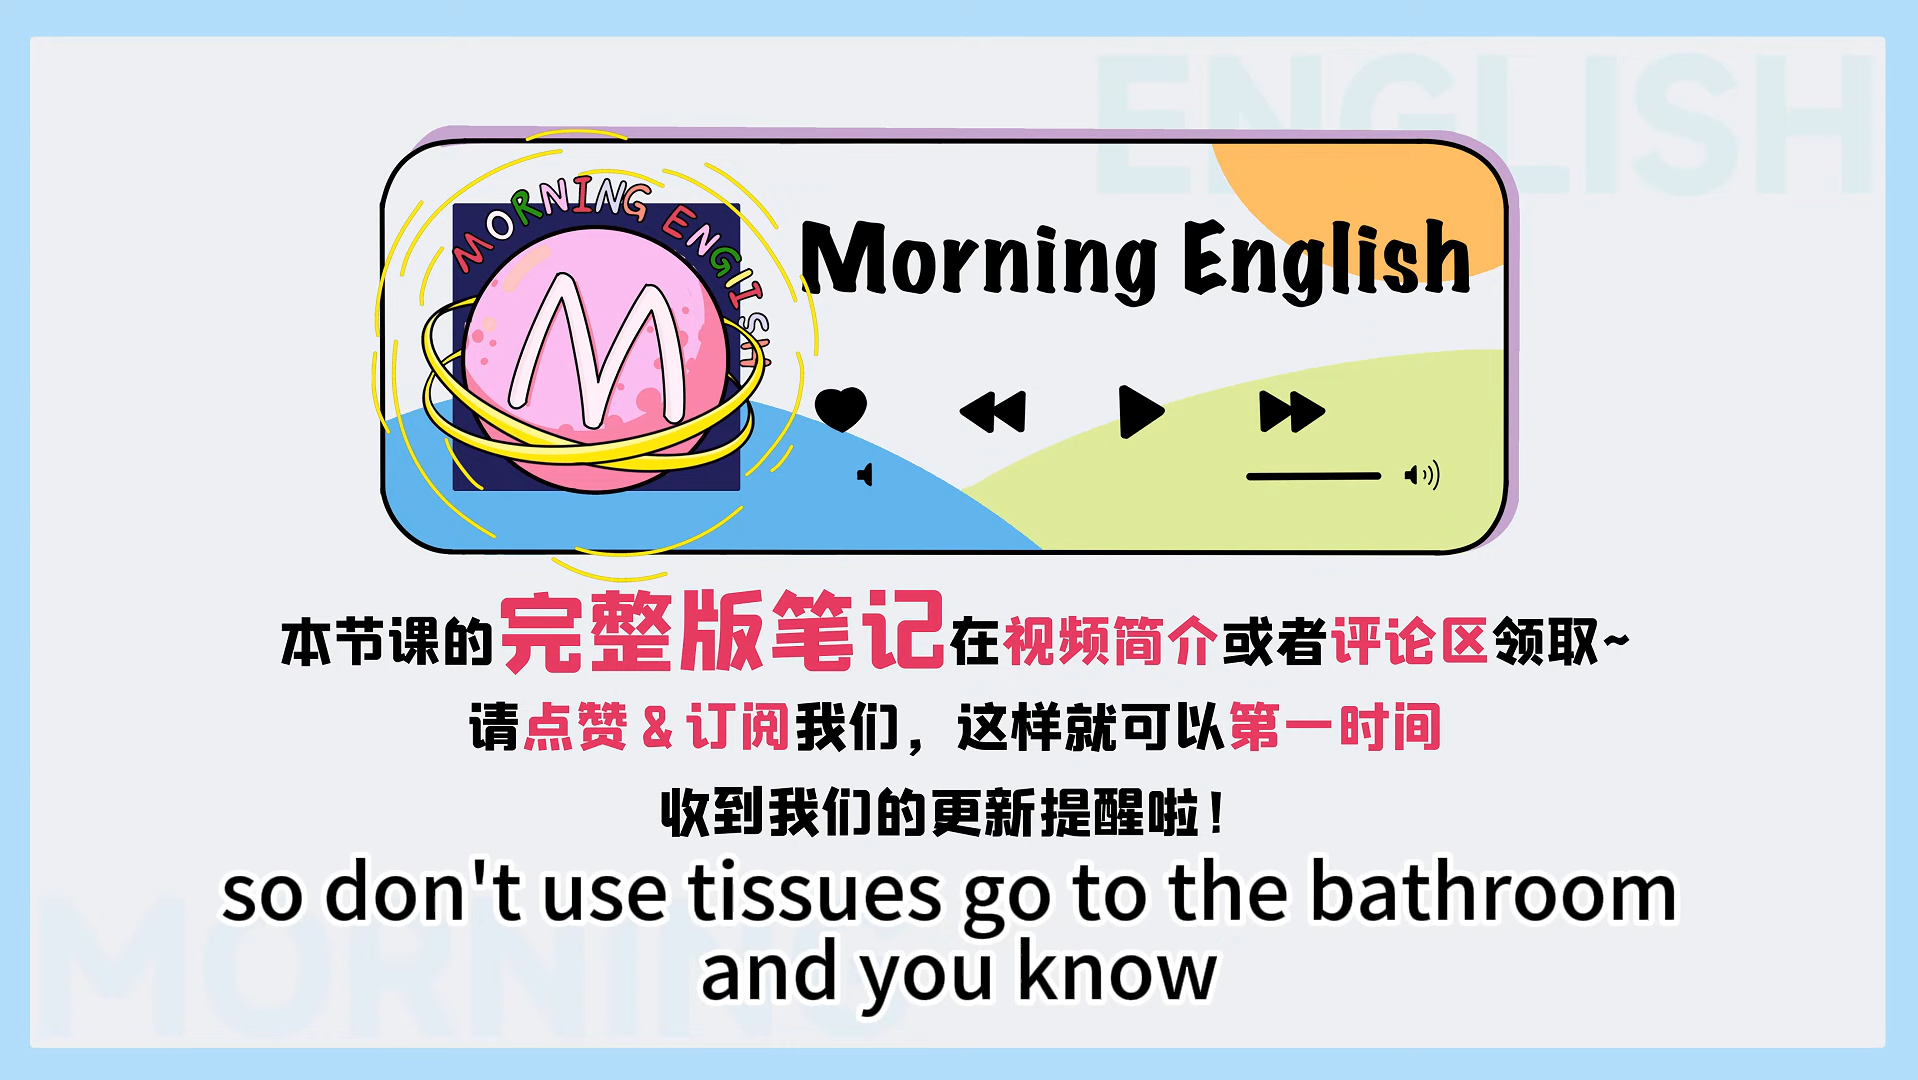 ENGLISH
MORNING ENGLISH
M
Morning English
本节课的完整版笔记在视频简介或者评论区领取~
请点赞&订阅我们，这样就可以第一时间
收到我们的更新提醒啦！
so don't use tissues go to the bathroom
and you know
MORNING